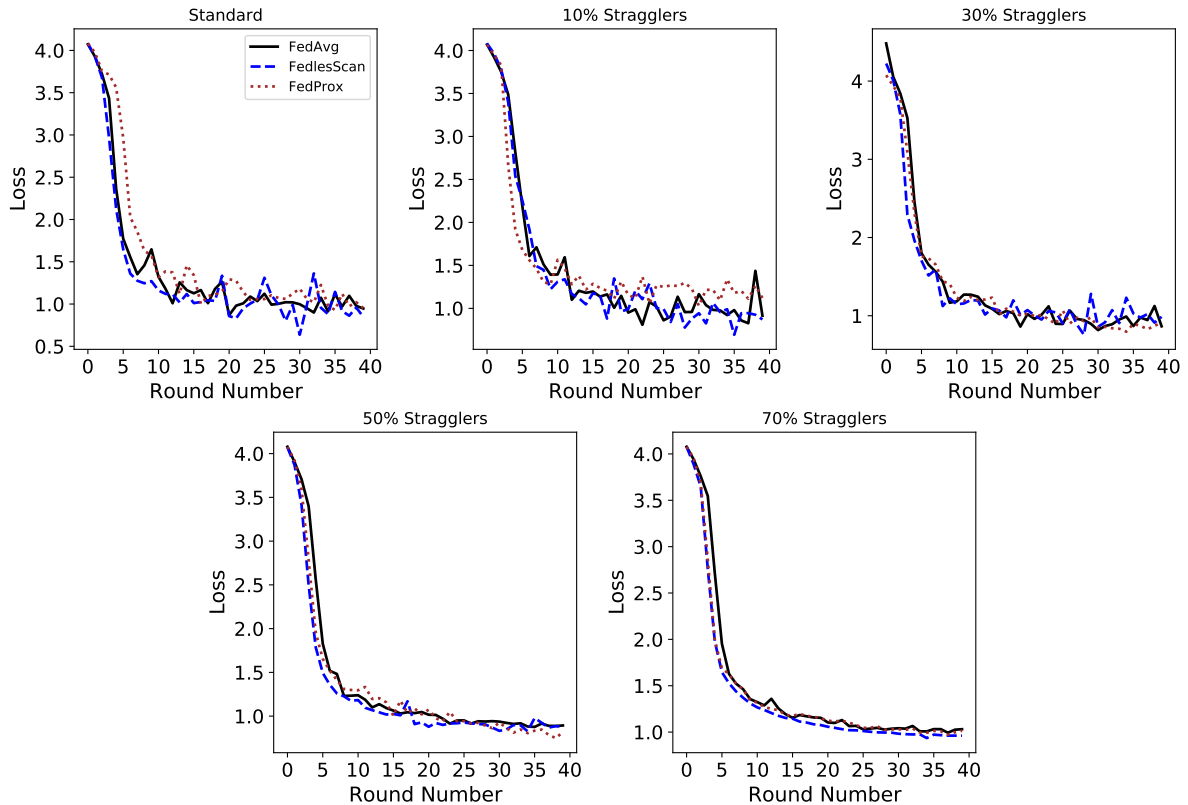 Standard
4.0
3.5
3.0
2.5
2.0
1.5
1.0
0.5
Loss
FedAvg
FedlesScan
FedProx
0 5 10 15 20 25 30 35 40
Round Number
10% Stragglers
4.0
3.5
3.0
2.5
2.0
1.5
1.0
Loss
0 5 10 15 20 25 30 35 40
Round Number
30% Stragglers
4
3
2
1
Loss
0 5 10 15 20 25 30 35 40
Round Number
50% Stragglers
4.0
3.5
3.0
2.5
2.0
1.5
1.0
Loss
0 5 10 15 20 25 30 35 40
Round Number
70% Stragglers
4.0
3.5
3.0
2.5
2.0
1.5
1.0
Loss
0 5 10 15 20 25 30 35 40
Round Number